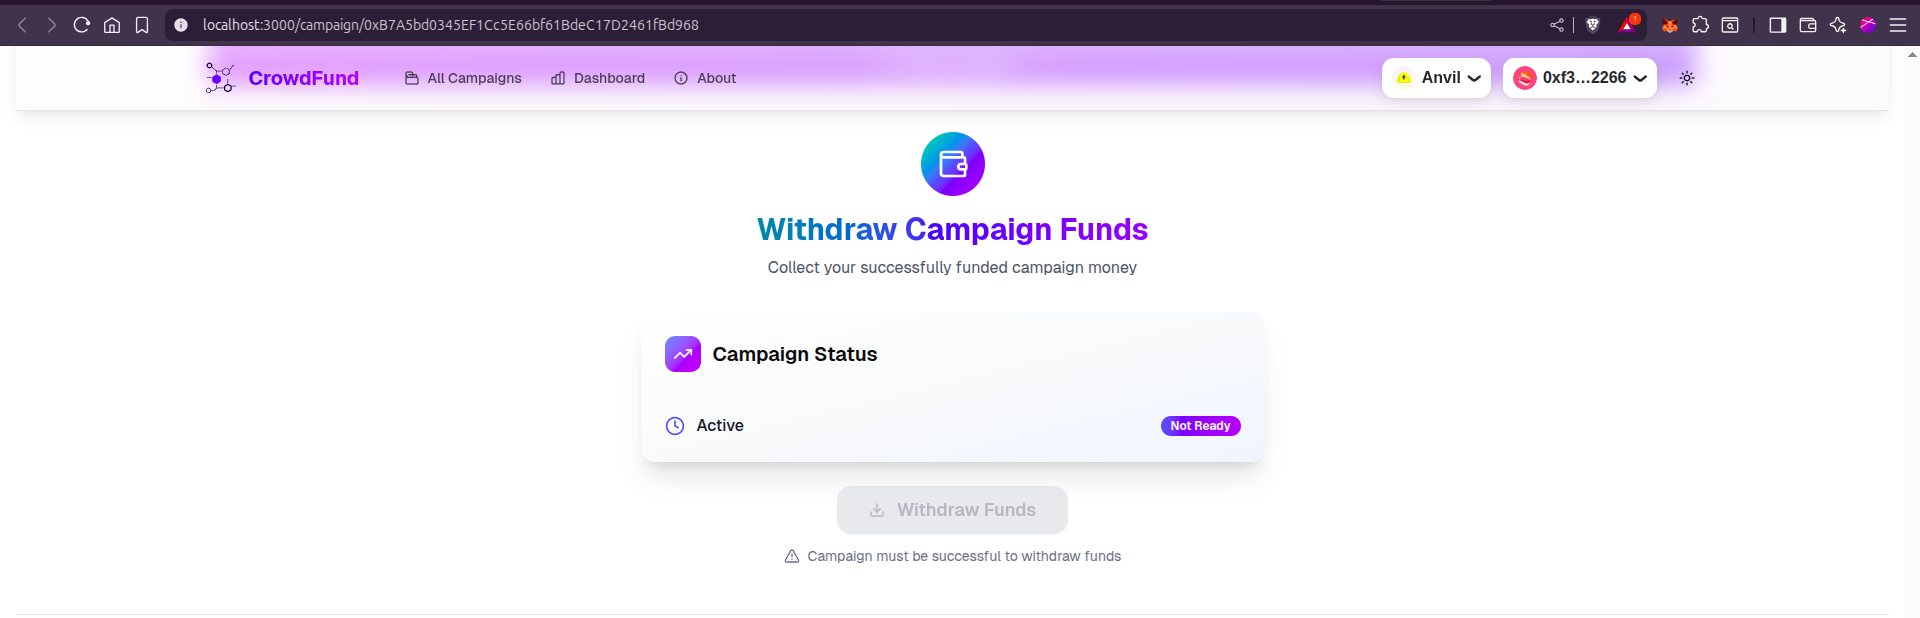 localhost:3000/campaign/0xB7A5bd0345EF1Cc5E66bf61BdeC17D2461fBd968
1
CrowdFund
All Campaigns
Dashboard
About
Anvil
0xf3...2266
Withdraw Campaign Funds
Collect your successfully funded campaign money
Campaign Status
Active
Not Ready
Withdraw Funds
Campaign must be successful to withdraw funds